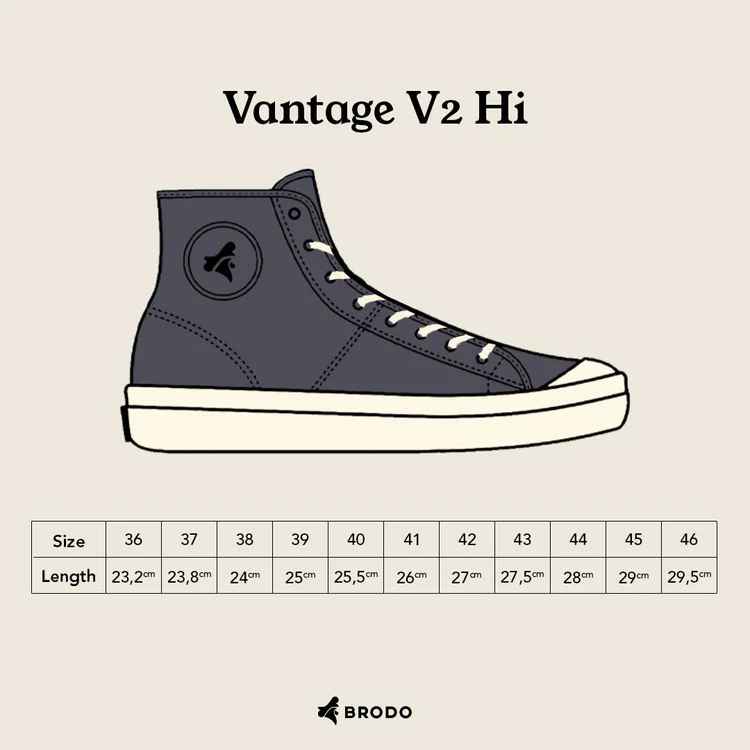 Vantage V2 Hi
Size 36 37 38 39 40 41 42 43 44 45 46
Length 23,2cm 23,8cm 24cm 25cm 25,5cm 26cm 27cm 27,5cm 28cm 29cm 29,5cm
BRODO